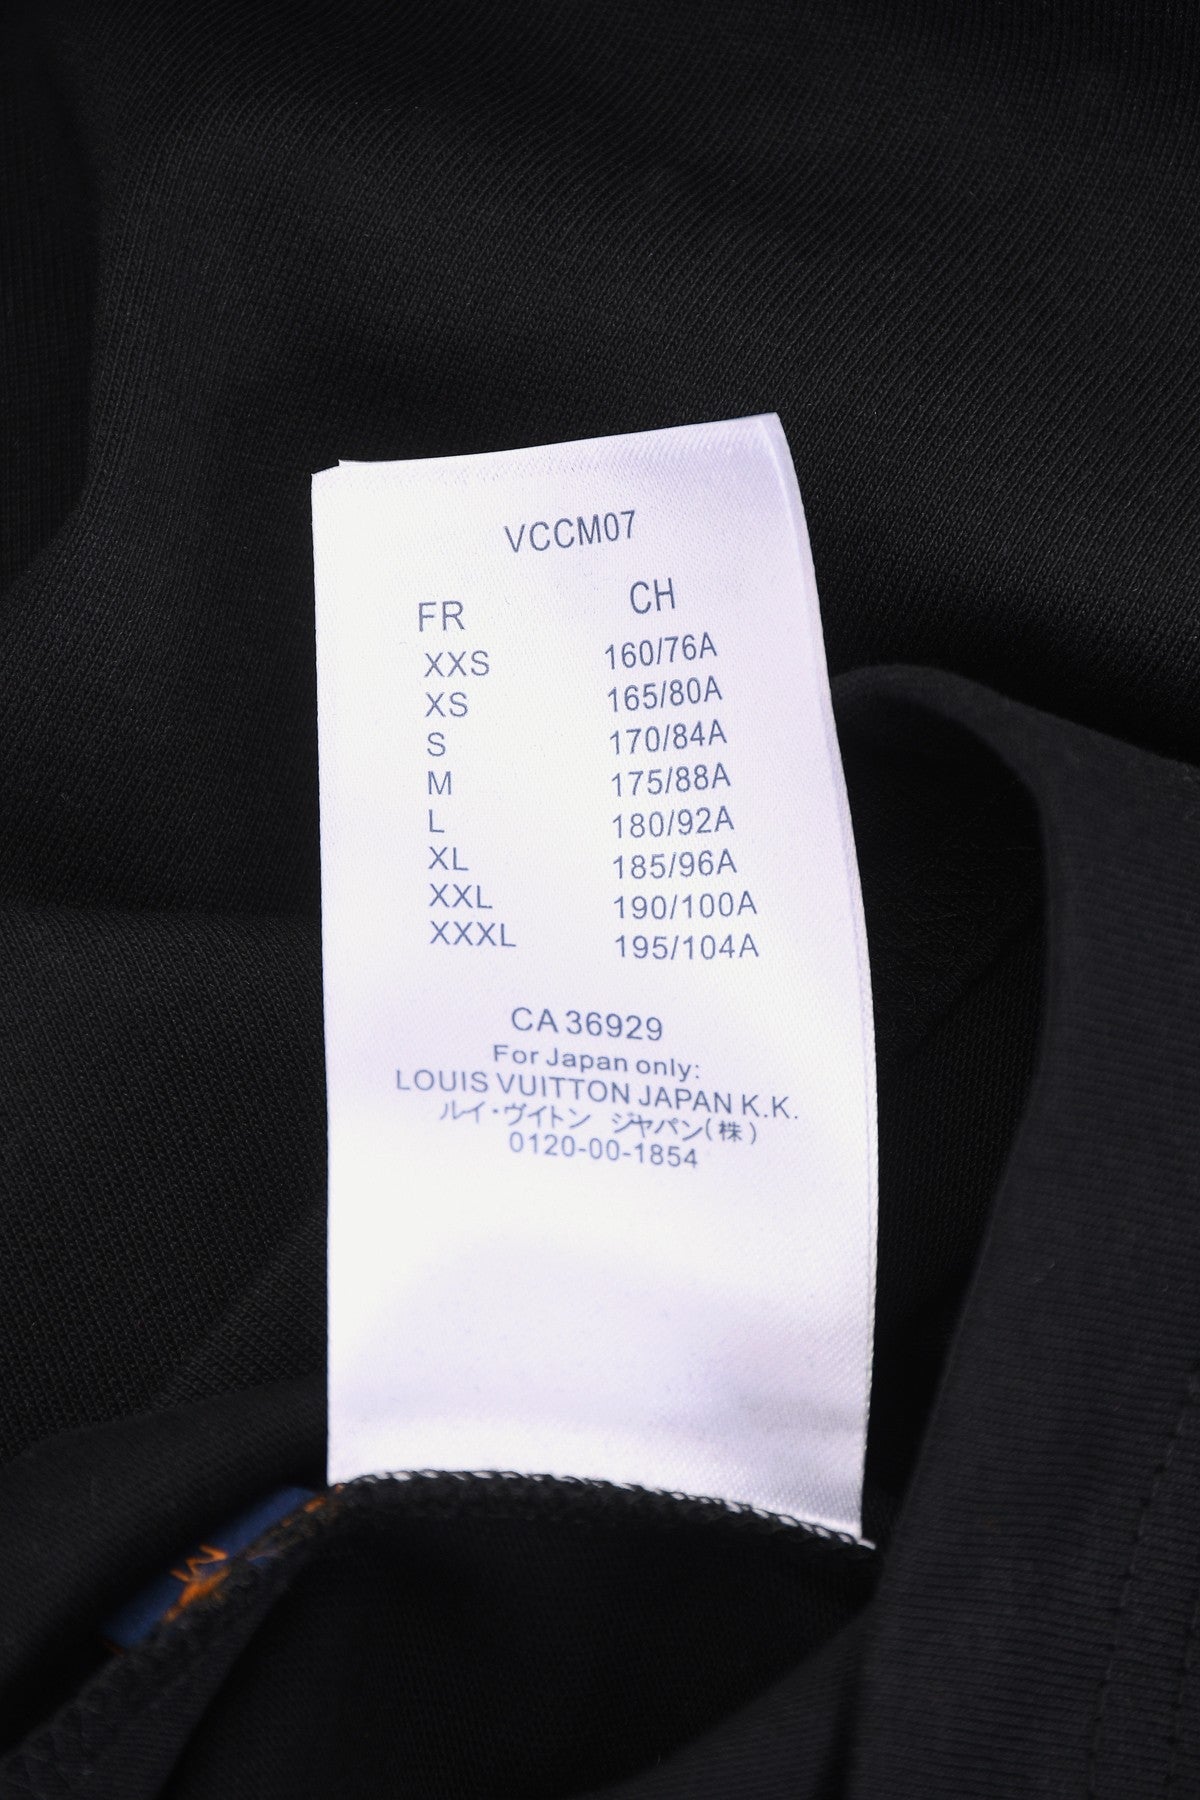 VCCM07
FR CH
XXS 160/76A
XS 165/80A
S 170/84A
M 175/88A
L 180/92A
XL 185/96A
XXL 190/100A
XXXL 195/104A
CA 36929
For Japan only:
LOUIS VUITTON JAPAN K.K.
ルイ・ヴィトン ジャパン(株)
0120-00-1854